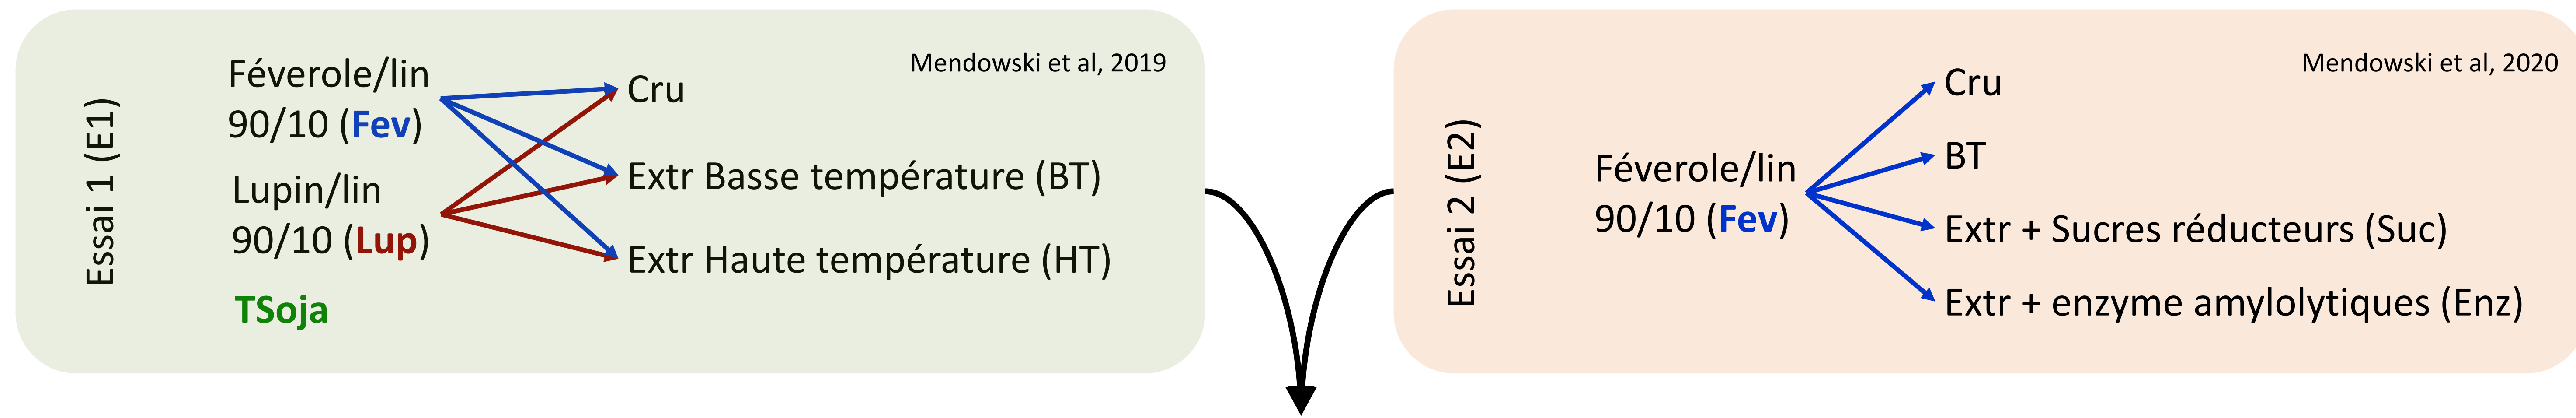 Essai 1 (E1)
Féverole/lin
90/10 (Fev)
Lupin/lin
90/10 (Lup)
TSoja
Mendowski et al, 2019
Cru
Extr Basse température (BT)
Extr Haute température (HT)
Essai 2 (E2)
Féverole/lin
90/10 (Fev)
Mendowski et al, 2020
Cru
BT
Extr + Sucres réducteurs (Suc)
Extr + enzyme amylolytiques (Enz)